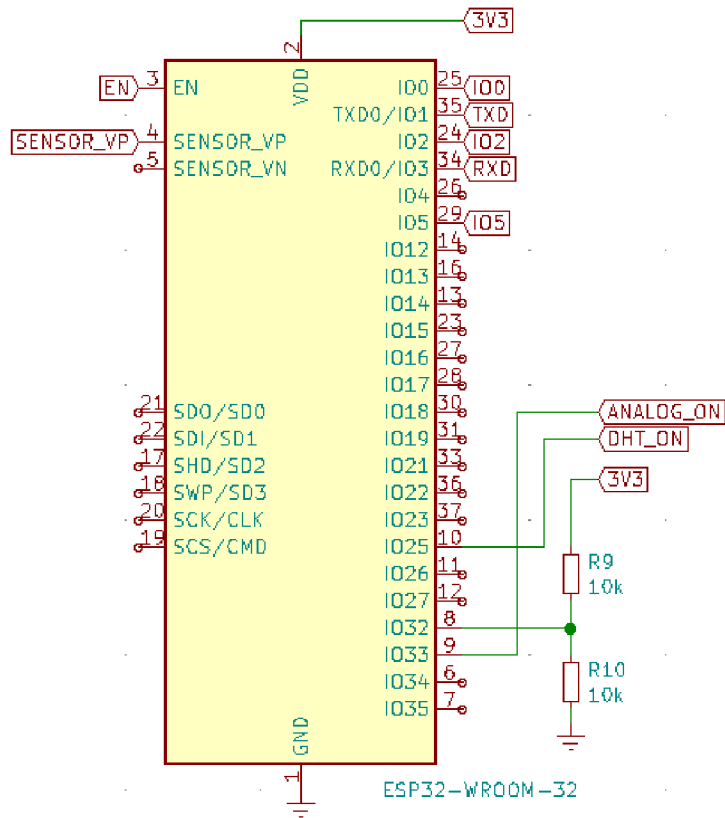 3V3
2
VDD
EN 3 EN
SENSOR_VP 4 SENSOR_VP
5 SENSOR_VN
IO0 25 IO0
TXD0/IO1 35 TXD
IO2 24 IO2
RXD0/IO3 34 RXD
IO4 26
IO5 29 IO5
IO12 14
IO13 16
IO14 13
IO15 23
IO16 27
IO17 28
21 SDO/SD0
22 SDI/SD1
17 SHD/SD2
18 SWP/SD3
20 SCK/CLK
19 SCS/CMD
IO18 30
IO19 31
IO21 33
IO22 36
IO23 37
IO25 10
IO26 11
IO27 12
IO32 8
IO33 9
IO34 6
IO35 7
ANALOG_ON
DHT_ON
3V3
R9
10k
R10
10k
GND
1
ESP32-WROOM-32